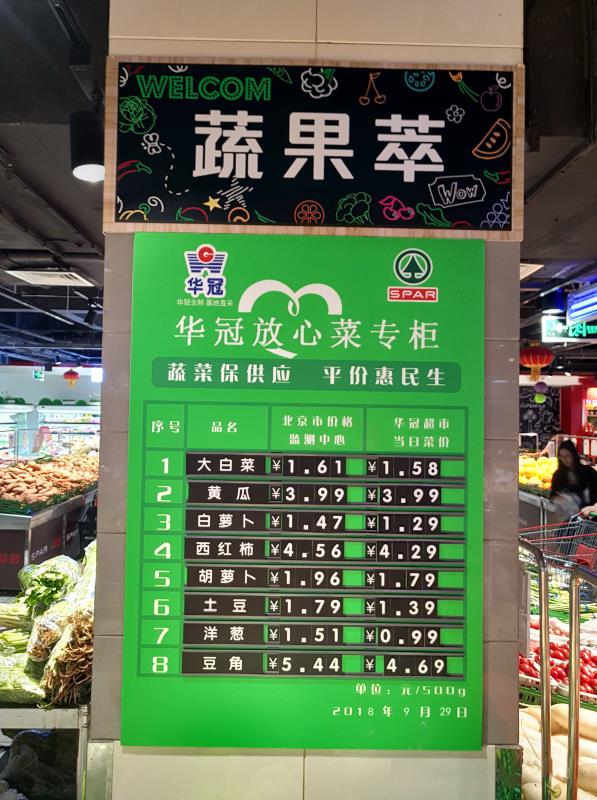 WELCOM
蔬果萃
WOW
华冠
华冠生鲜 基地直采
SPAR
华冠放心菜专柜
蔬菜保供应 平价惠民生
序号 品名 北京市价格监测中心 华冠超市当日菜价
1 大白菜 ¥1.61 ¥1.58
2 黄瓜 ¥3.99 ¥3.99
3 白萝卜 ¥1.47 ¥1.29
4 西红柿 ¥4.56 ¥4.29
5 胡萝卜 ¥1.96 ¥1.79
6 土豆 ¥1.79 ¥1.39
7 洋葱 ¥1.51 ¥0.99
8 豆角 ¥5.44 ¥4.69
单位：元/500g
2018 年 9 月 29 日
SPAR